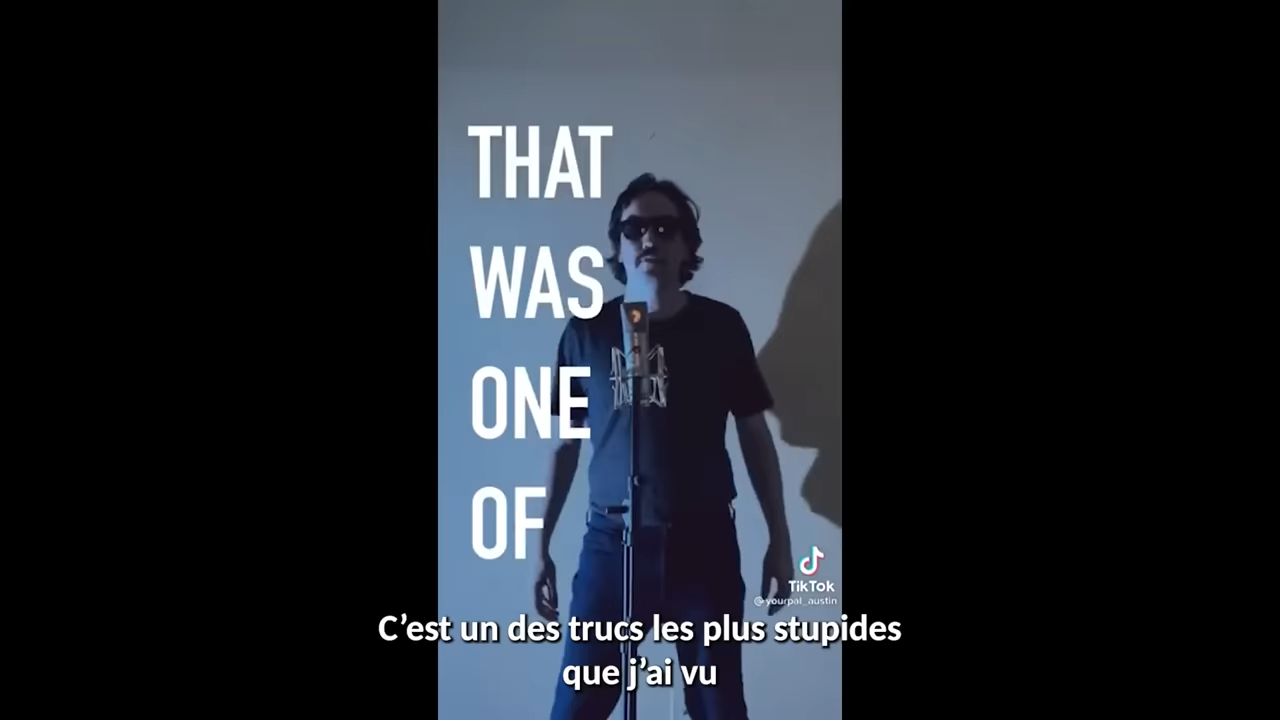 THAT
WAS
ONE
OF
TikTok
@yourpal_austin
C’est un des trucs les plus stupides
que j’ai vu